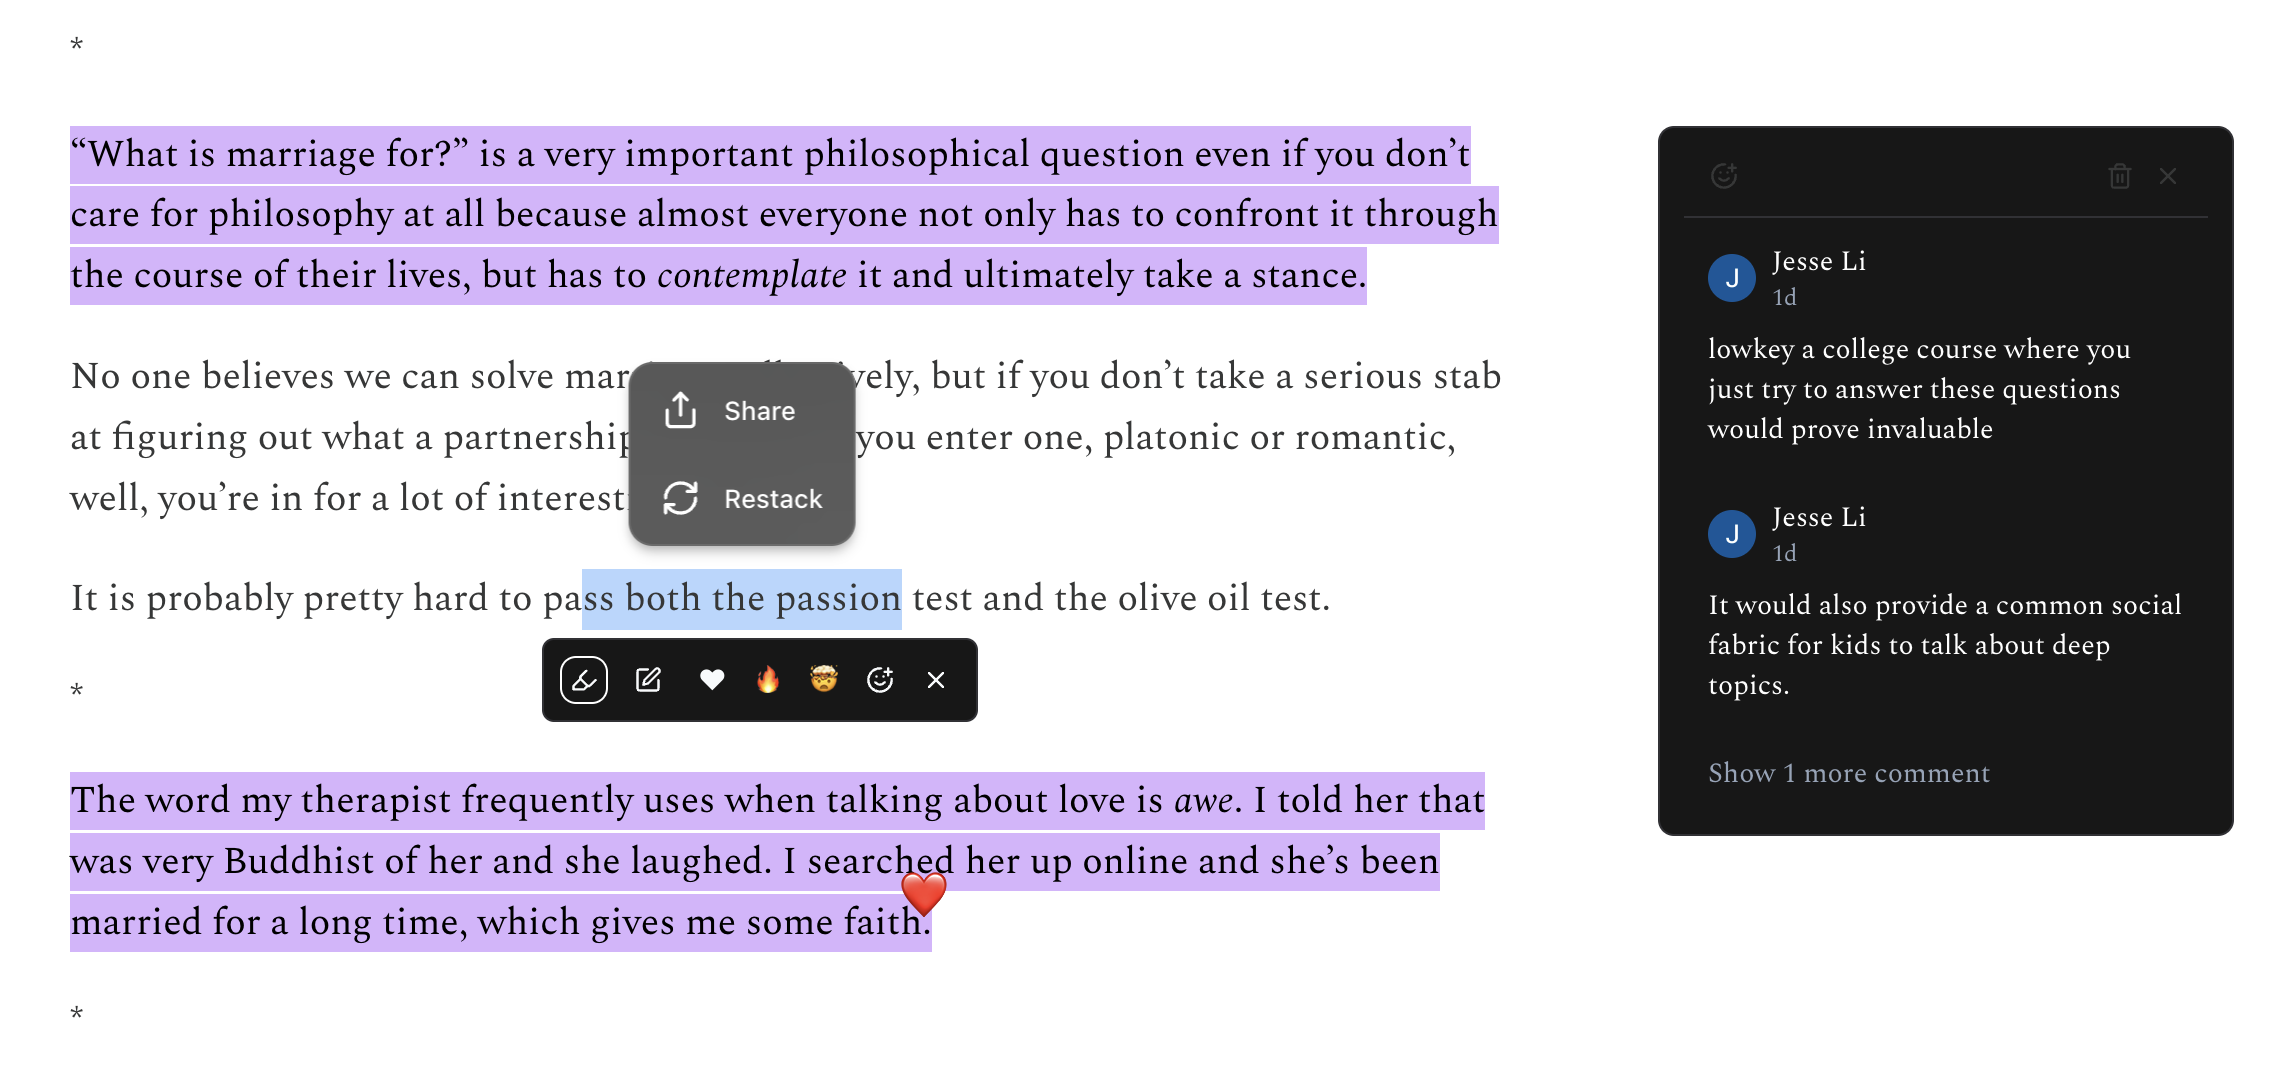 *
“What is marriage for?” is a very important philosophical question even if you don’t
care for philosophy at all because almost everyone not only has to confront it through
the course of their lives, but has to contemplate it and ultimately take a stance.
No one believes we can solve mar vely, but if you don’t take a serious stab
at figuring out what a partnership you enter one, platonic or romantic,
well, you’re in for a lot of interest
Share
Restack
It is probably pretty hard to pass both the passion test and the olive oil test.
*
The word my therapist frequently uses when talking about love is awe. I told her that
was very Buddhist of her and she laughed. I searched her up online and she’s been
married for a long time, which gives me some faith.
*
J
Jesse Li
1d
lowkey a college course where you
just try to answer these questions
would prove invaluable
J
Jesse Li
1d
It would also provide a common social
fabric for kids to talk about deep
topics.
Show 1 more comment